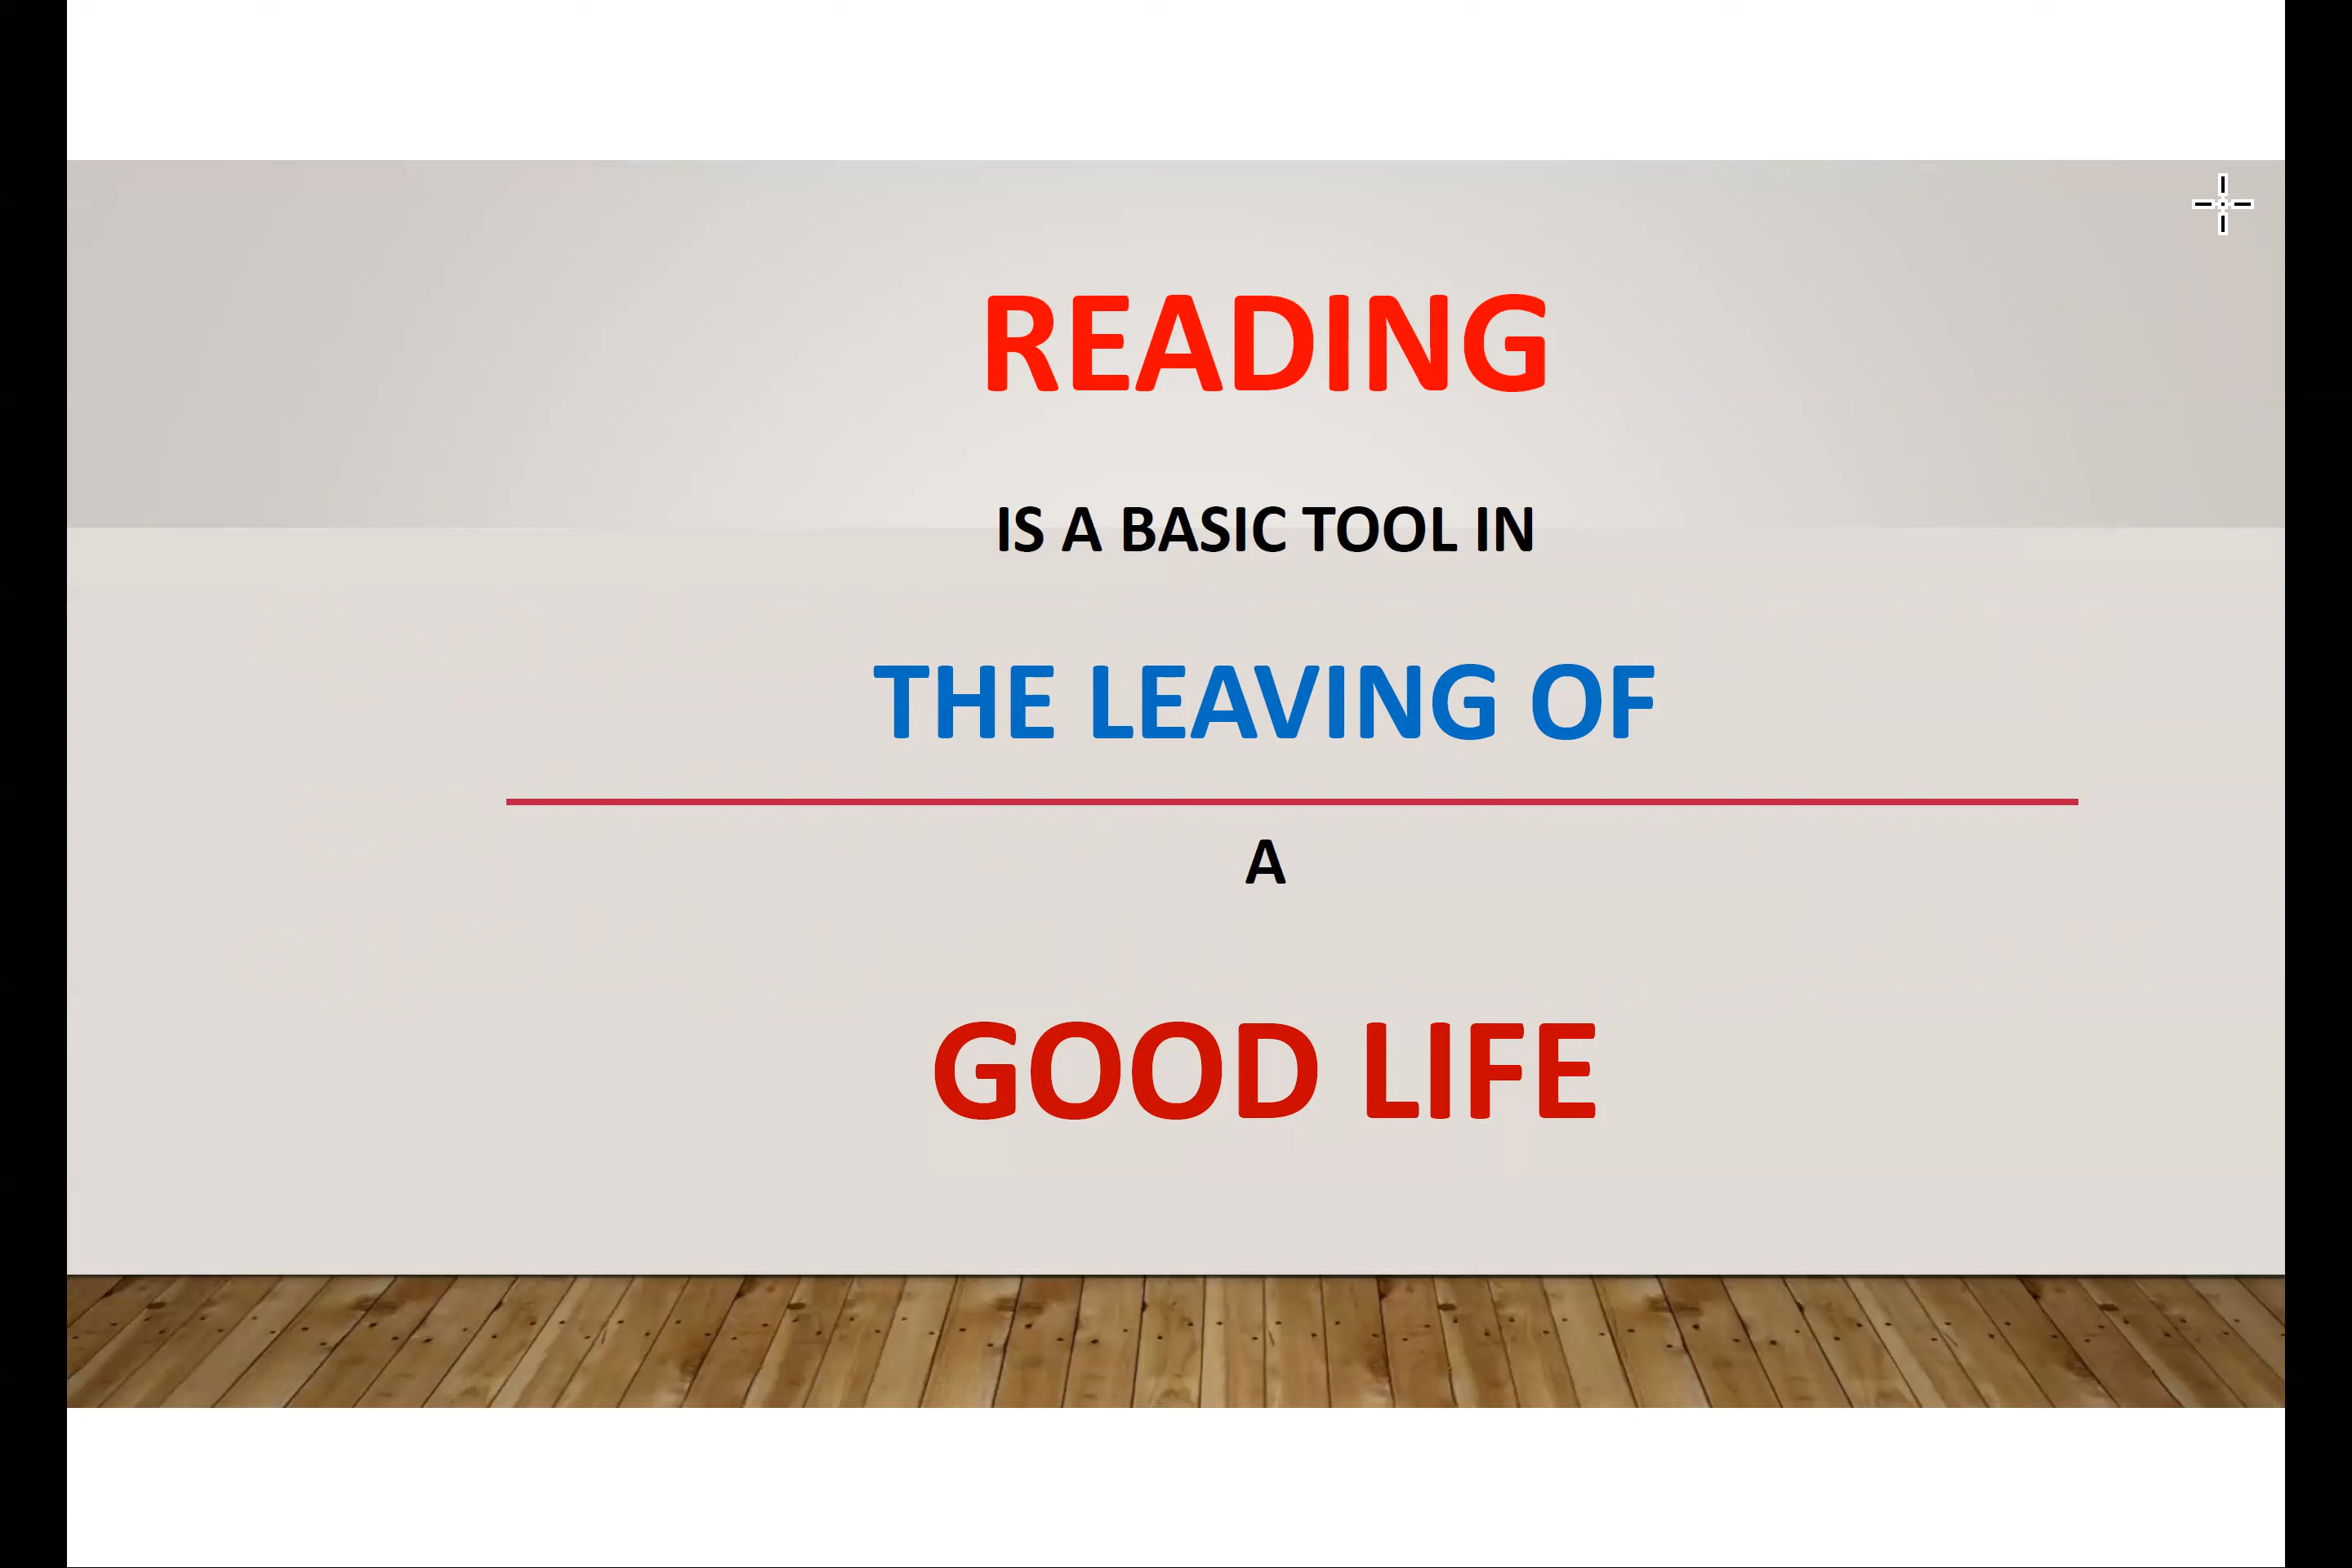 READING
IS A BASIC TOOL IN
THE LEAVING OF
A
GOOD LIFE